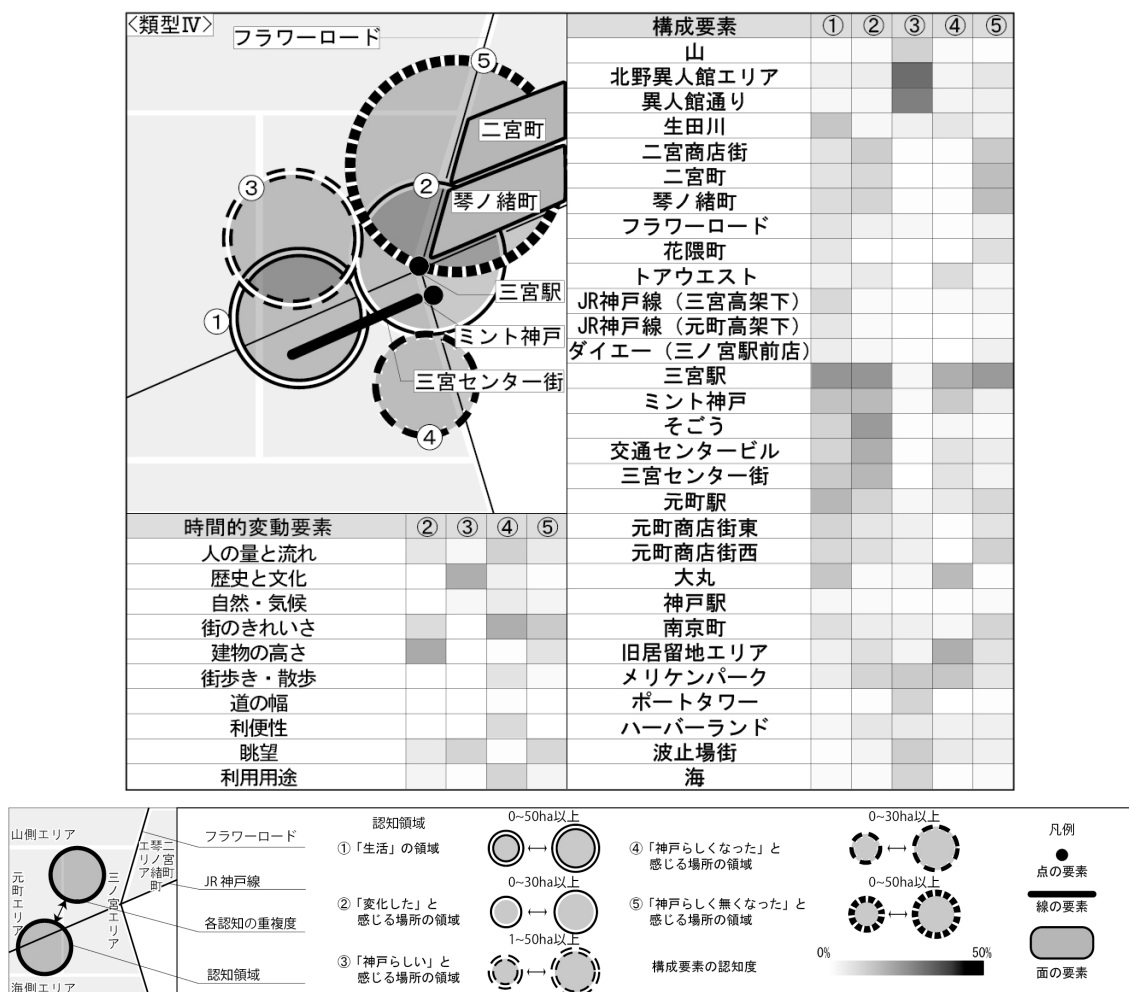 <類型Ⅳ>
フラワーロード
⑤
二宮町
③
②
琴ノ緒町
三宮駅
①
ミント神戸
三宮センター街
④
時間的変動要素 ② ③ ④ ⑤
人の量と流れ
歴史と文化
自然・気候
街のきれいさ
建物の高さ
街歩き・散歩
道の幅
利便性
眺望
利用用途
構成要素 ① ② ③ ④ ⑤
山
北野異人館エリア
異人館通り
生田川
二宮商店街
二宮町
琴ノ緒町
フラワーロード
花隈町
トアウエスト
JR神戸線（三宮高架下）
JR神戸線（元町高架下）
ダイエー（三ノ宮駅前店）
三宮駅
ミント神戸
そごう
交通センタービル
三宮センター街
元町駅
元町商店街東
元町商店街西
大丸
神戸駅
南京町
旧居留地エリア
メリケンパーク
ポートタワー
ハーバーランド
波止場街
海
山側エリア
元町エリア
三ノ宮エリア
二宮町
琴ノ緒町
エリア
海側エリア
フラワーロード
JR神戸線
各認知の重複度
認知領域
認知領域
0~50ha以上
①「生活」の領域
0~30ha以上
②「変化した」と
感じる場所の領域
1~50ha以上
③「神戸らしい」と
感じる場所の領域
0~30ha以上
④「神戸らしくなった」と
感じる場所の領域
0~50ha以上
⑤「神戸らしく無くなった」と
感じる場所の領域
構成要素の認知度
0%
50%
凡例
点の要素
線の要素
面の要素